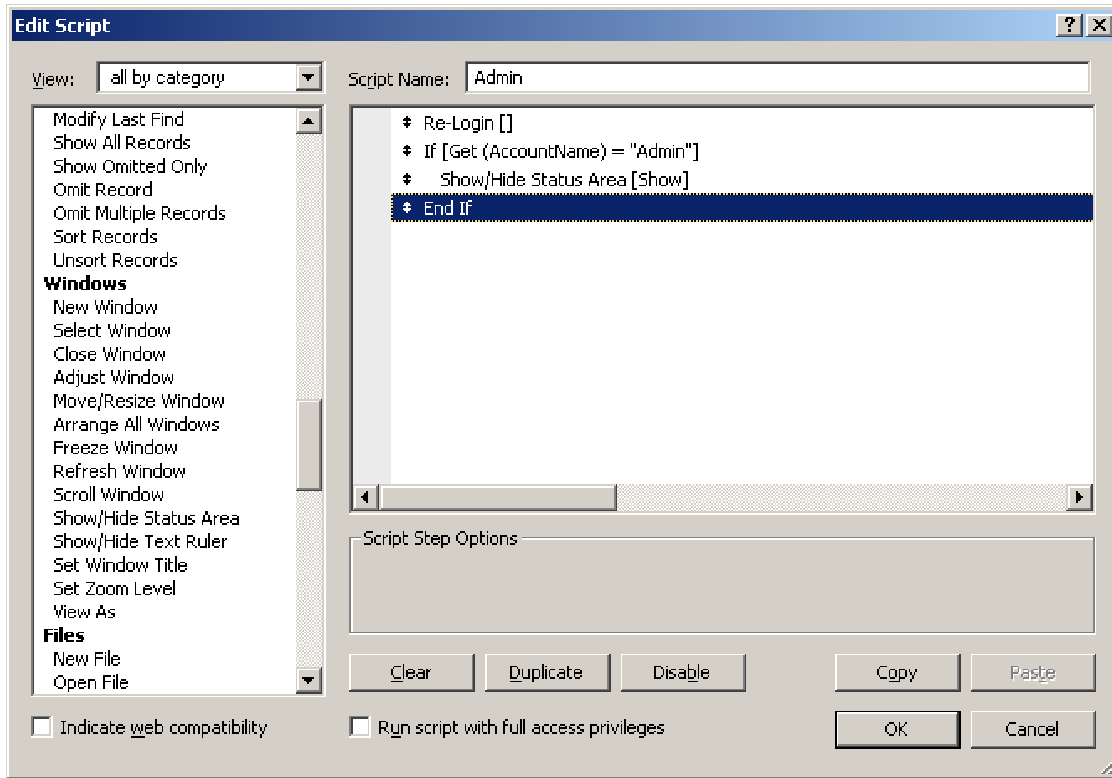 Edit Script
View: all by category
Script Name: Admin
Modify Last Find
Show All Records
Show Omitted Only
Omit Record
Omit Multiple Records
Sort Records
Unsort Records
Windows
New Window
Select Window
Close Window
Adjust Window
Move/Resize Window
Arrange All Windows
Freeze Window
Refresh Window
Scroll Window
Show/Hide Status Area
Show/Hide Text Ruler
Set Window Title
Set Zoom Level
View As
Files
New File
Open File
Re-Login []
If [Get (AccountName) = "Admin"]
Show/Hide Status Area [Show]
End If
Script Step Options
Clear Duplicate Disable Copy Paste
Indicate web compatibility
Run script with full access privileges
OK Cancel